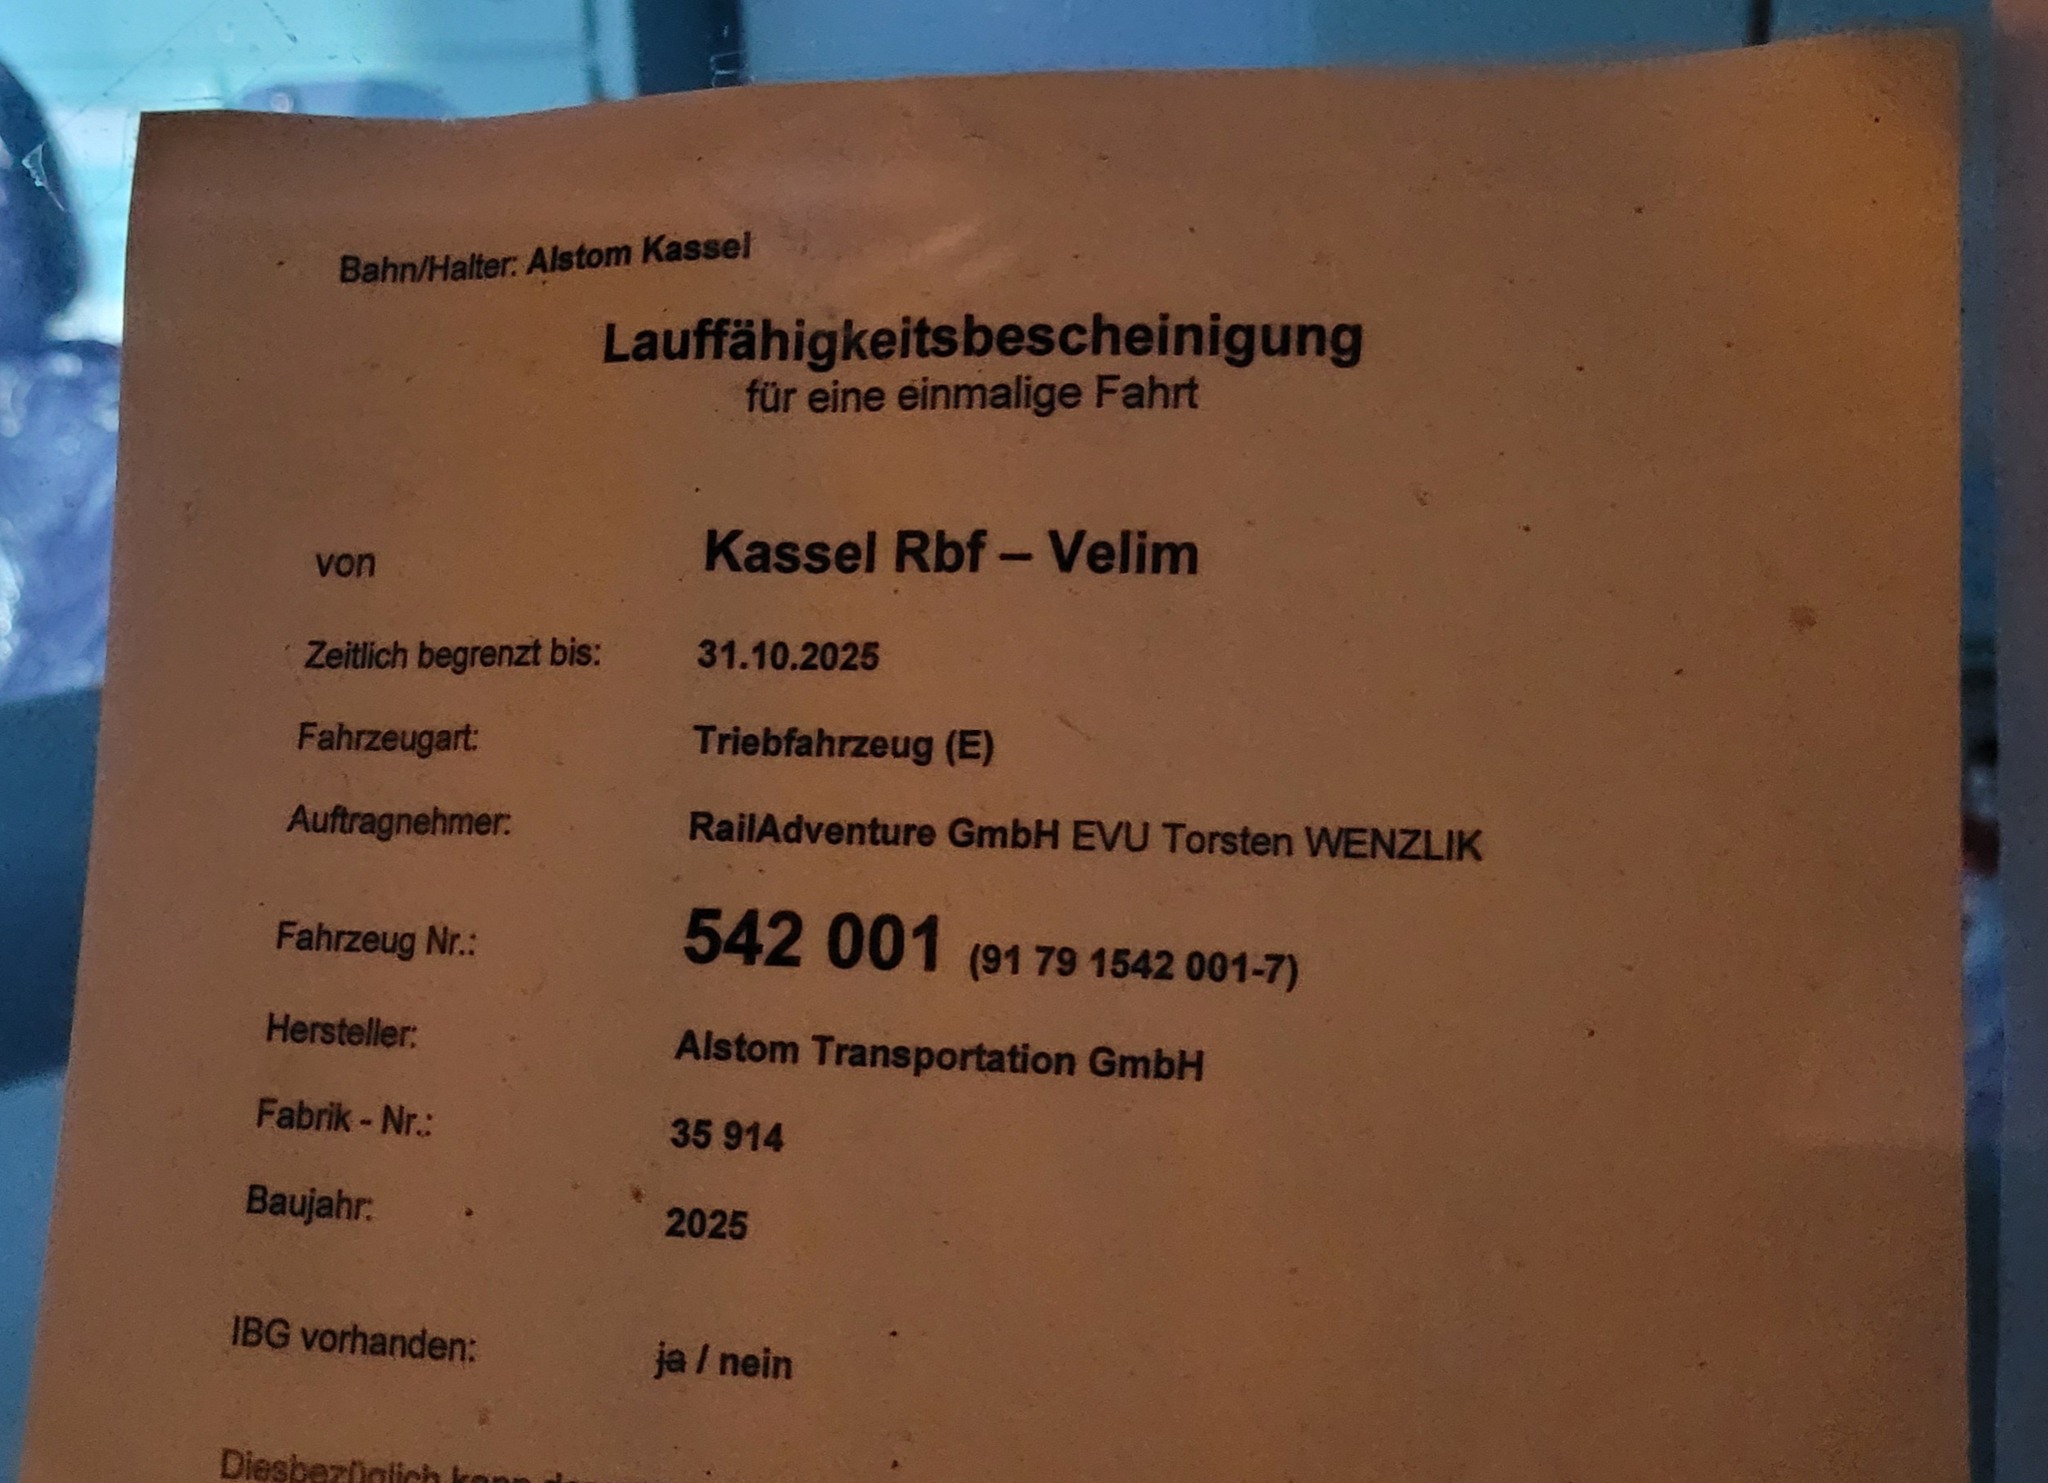 Bahn/Halter: Alstom Kassel
Lauffähigkeitsbescheinigung
für eine einmalige Fahrt
von Kassel Rbf – Velim
Zeitlich begrenzt bis: 31.10.2025
Fahrzeugart: Triebfahrzeug (E)
Auftragnehmer: RailAdventure GmbH EVU Torsten WENZLIK
Fahrzeug Nr.: 542 001 (91 79 1542 001-7)
Hersteller: Alstom Transportation GmbH
Fabrik - Nr.: 35 914
Baujahr: 2025
IBG vorhanden: ja / nein
Diesbezüglich kann